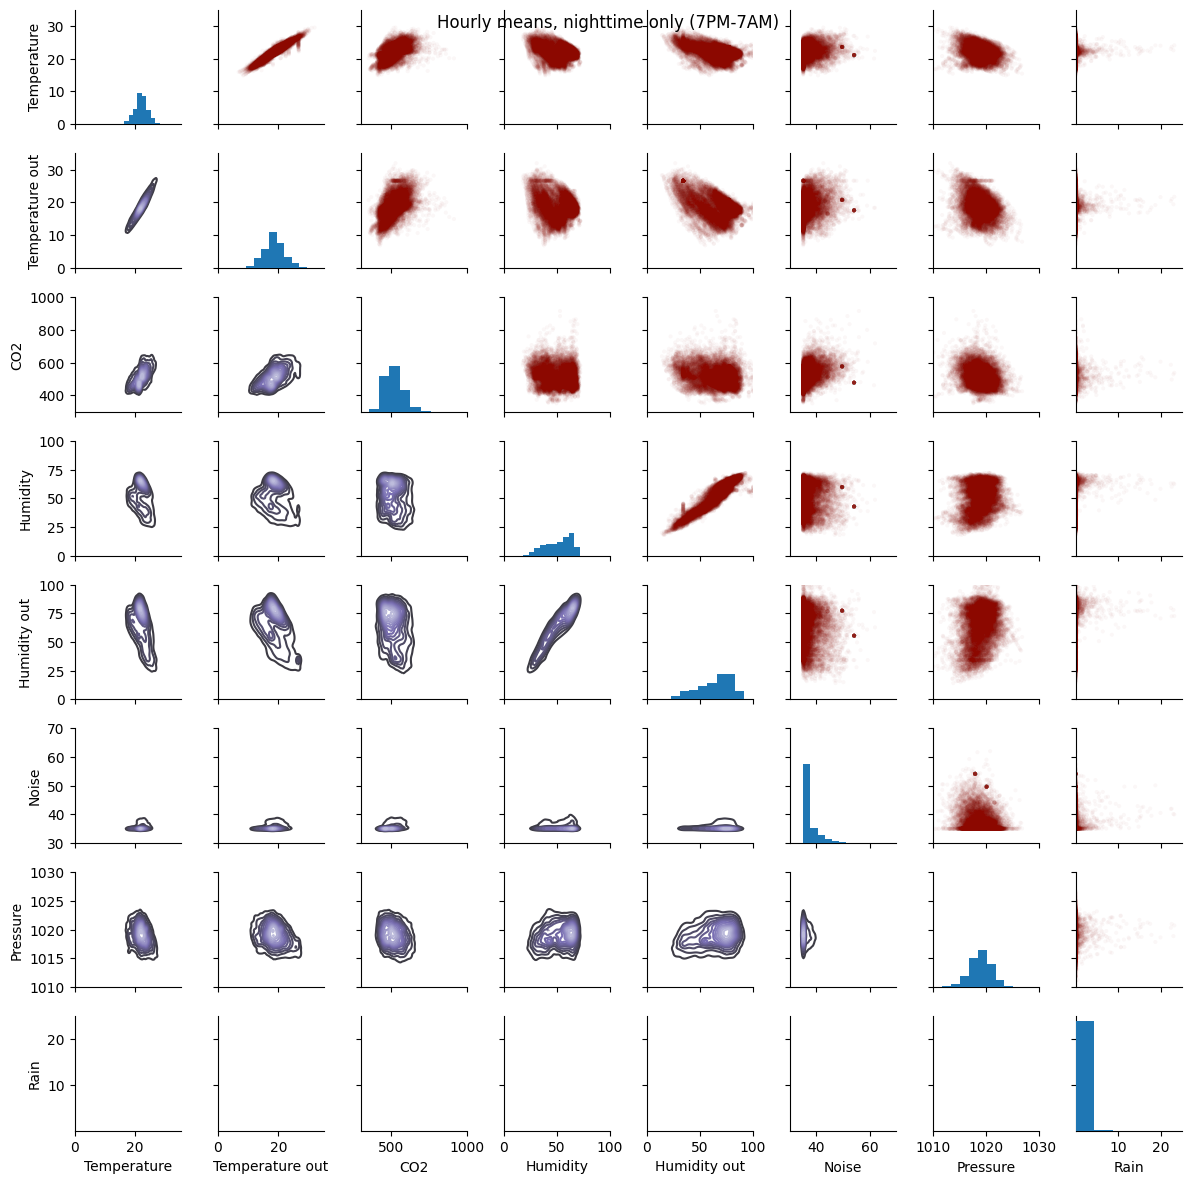 Hourly means, nighttime only (7PM-7AM)
Temperature
30
20
10
0
Temperature out
30
20
10
0
CO2
1000
800
600
400
Humidity
100
75
50
25
0
Humidity out
100
75
50
25
0
Noise
70
60
50
40
30
Pressure
1030
1025
1020
1015
1010
Rain
20
10
0 20
20
500 1000
0 50 100
0 50 100
40 60
1010 1020 1030
10 20
Temperature
Temperature out
CO2
Humidity
Humidity out
Noise
Pressure
Rain